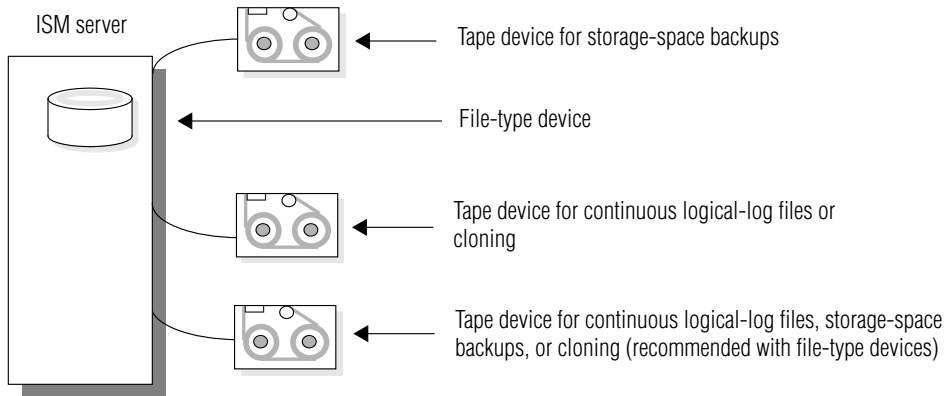 ISM server
Tape device for storage-space backups
File-type device
Tape device for continuous logical-log files or
cloning
Tape device for continuous logical-log files, storage-space
backups, or cloning (recommended with file-type devices)